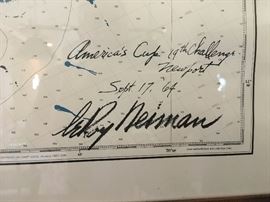 America's Cup 19th Challenge
Newport
Sept 17, 64
LeRoy Neiman